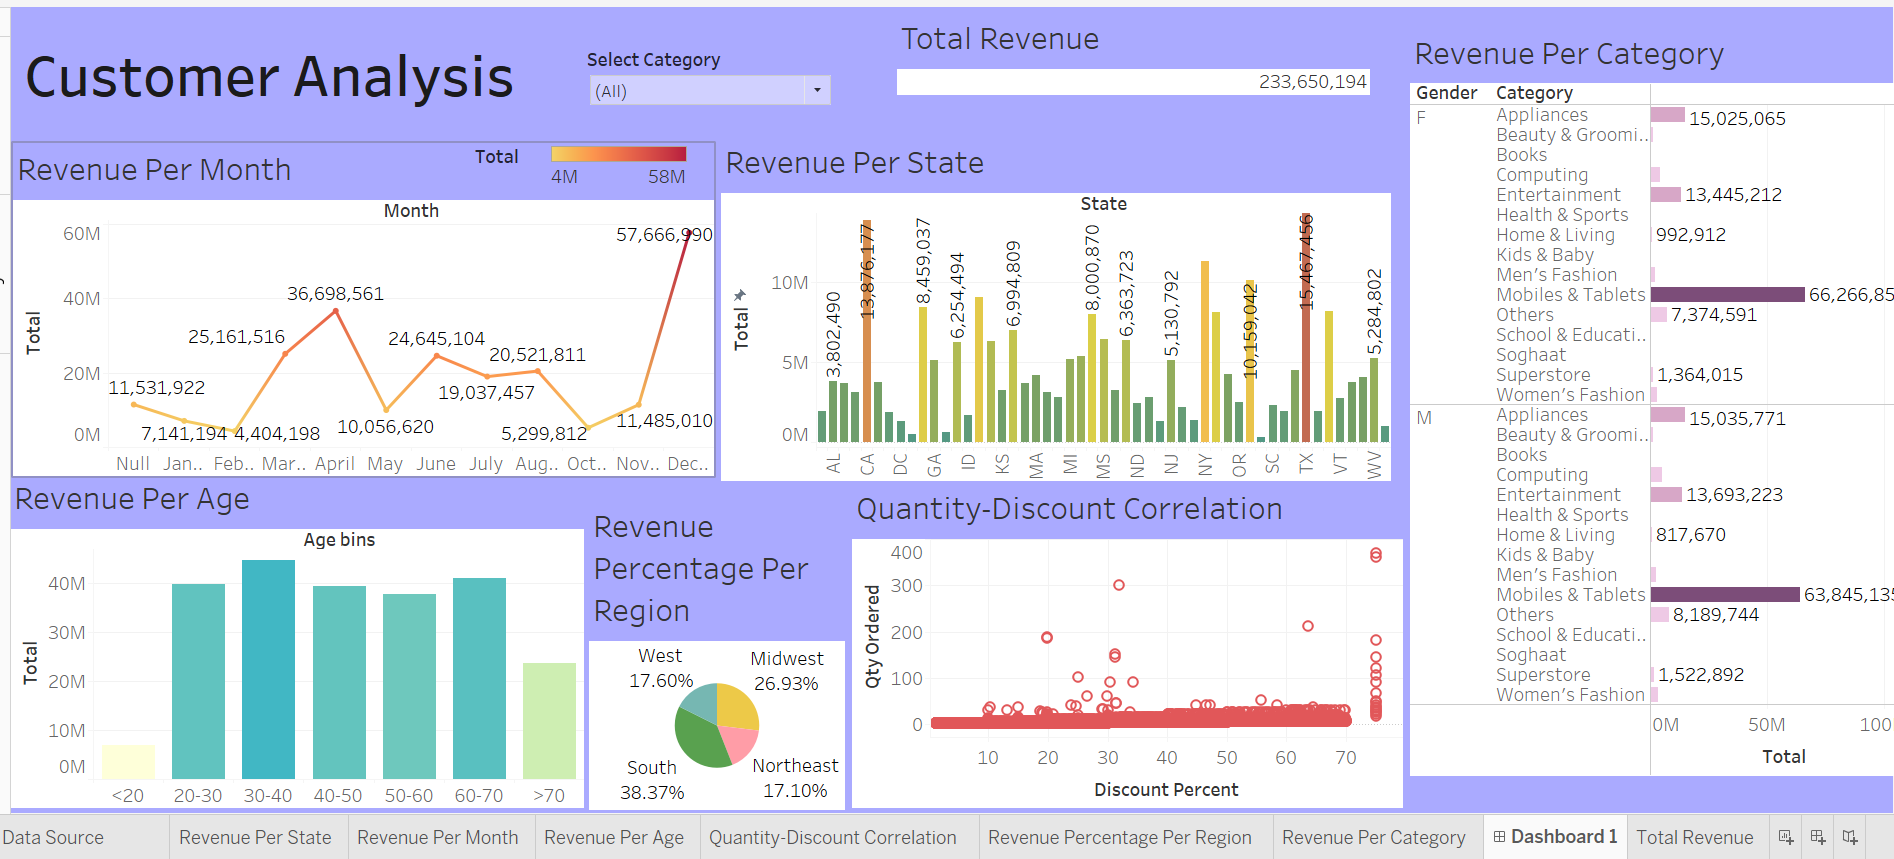 Customer Analysis
Select Category
(All)
Total Revenue
233,650,194
Revenue Per Month
Total
4M 58M
Month
Total
60M
40M
20M
0M
11,531,922
7,141,194
4,404,198
25,161,516
36,698,561
10,056,620
24,645,104
19,037,457
20,521,811
5,299,812
11,485,010
57,666,990
Null Jan.. Feb.. Mar.. April May June July Aug.. Oct.. Nov.. Dec..
Revenue Per State
State
Total
10M
5M
0M
3,802,490
13,876,177
8,459,037
6,254,494
6,994,809
8,000,870
6,363,723
5,130,792
10,159,042
15,467,456
5,284,802
AL CA DC GA ID KS MA MI MS ND NJ NY OR SC TX VT WV
Revenue Per Category
Gender Category
F
Appliances 15,025,065
Beauty & Groomi..
Books
Computing
Entertainment 13,445,212
Health & Sports
Home & Living 992,912
Kids & Baby
Men's Fashion
Mobiles & Tablets 66,266,85
Others 7,374,591
School & Educati..
Soghaat
Superstore 1,364,015
Women's Fashion
M
Appliances 15,035,771
Beauty & Groomi..
Books
Computing
Entertainment 13,693,223
Health & Sports
Home & Living 817,670
Kids & Baby
Men's Fashion
Mobiles & Tablets 63,845,135
Others 8,189,744
School & Educati..
Soghaat
Superstore 1,522,892
Women's Fashion
0M 50M 100
Total
Revenue Per Age
Age bins
Total
40M
30M
20M
10M
0M
<20 20-30 30-40 40-50 50-60 60-70 >70
Revenue
Percentage Per
Region
West
17.60%
Midwest
26.93%
South
38.37%
Northeast
17.10%
Quantity-Discount Correlation
Qty Ordered
400
300
200
100
0
10 20 30 40 50 60 70
Discount Percent
Data Source Revenue Per State Revenue Per Month Revenue Per Age Quantity-Discount Correlation Revenue Percentage Per Region Revenue Per Category Dashboard 1 Total Revenue